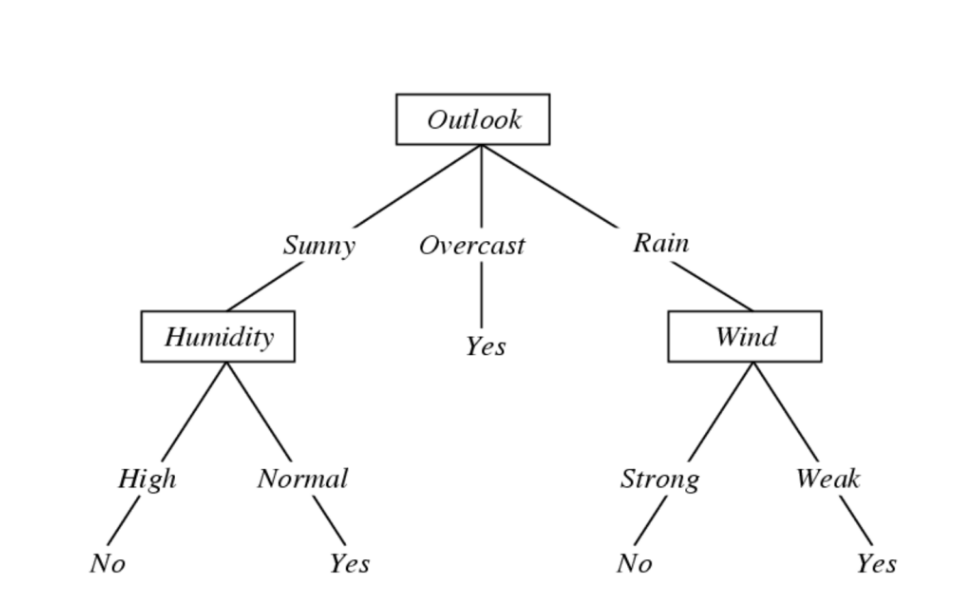 Outlook
Sunny Overcast Rain
Humidity Yes Wind
High Normal Strong Weak
No Yes No Yes